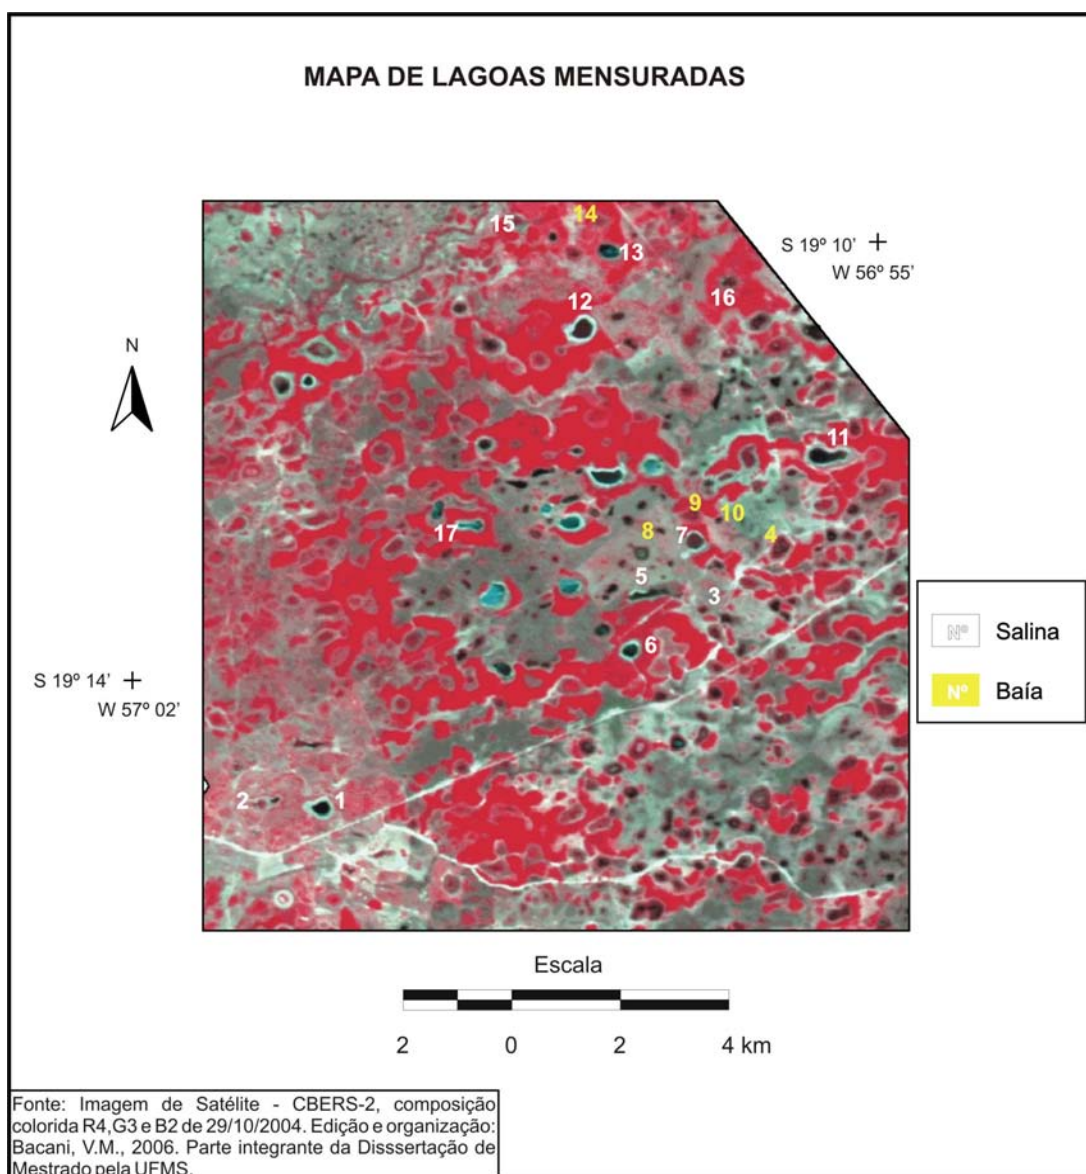 MAPA DE LAGOAS MENSURADAS
14
15
13
S 19º 10'
W 56º 55'
16
12
N
11
9
10
17
8
7
4
5
3
6
S 19º 14'
W 57º 02'
Nº Salina
Nº Baía
2 1
Escala
2 0 2 4 km
Fonte: Imagem de Satélite - CBERS-2, composição
colorida R4,G3 e B2 de 29/10/2004. Edição e organização:
Bacani, V.M., 2006. Parte integrante da Disssertação de
Mestrado pela UFMS.